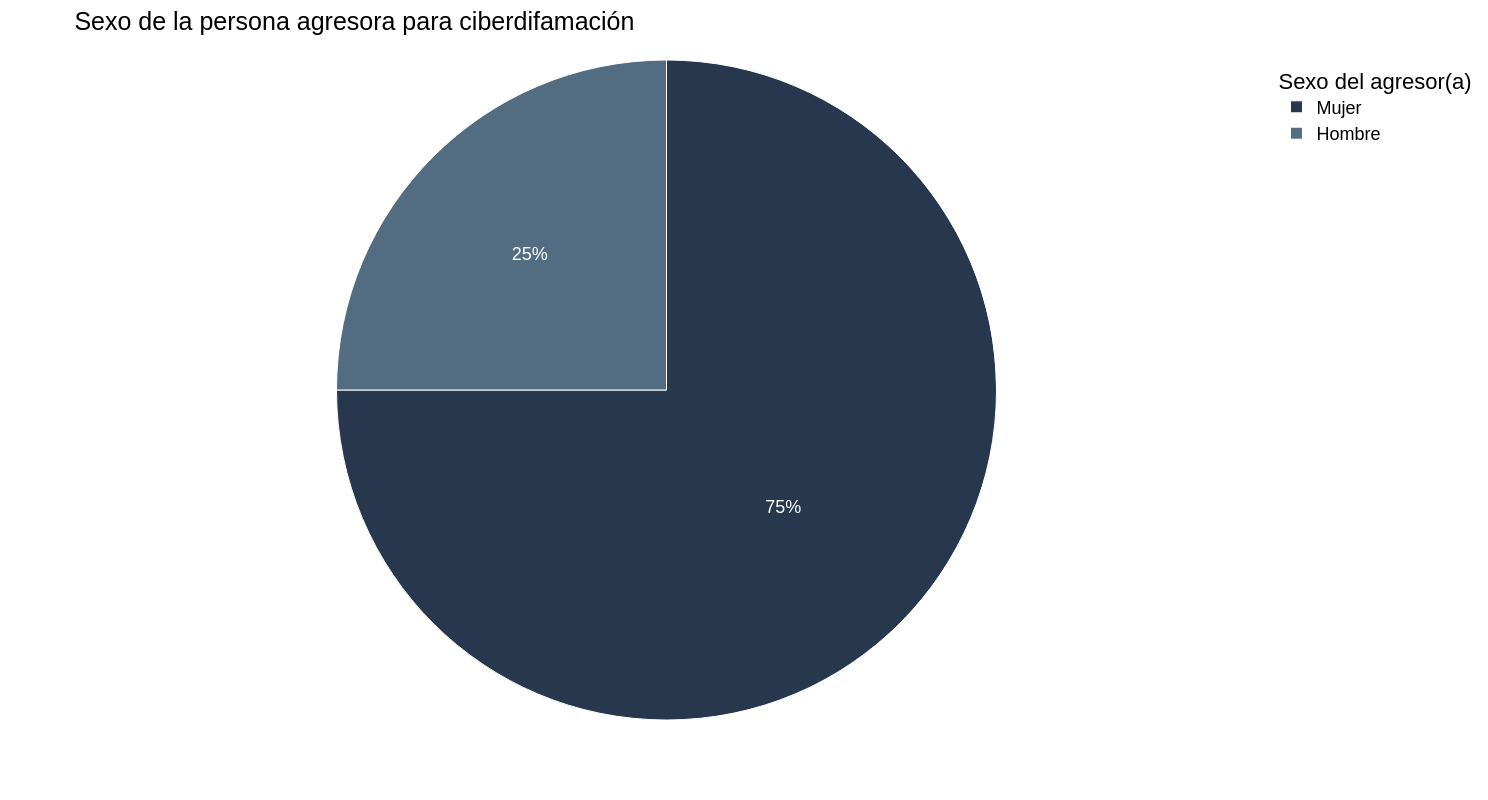 Sexo de la persona agresora para ciberdifamación
Sexo del agresor(a)
Mujer
Hombre
25%
75%